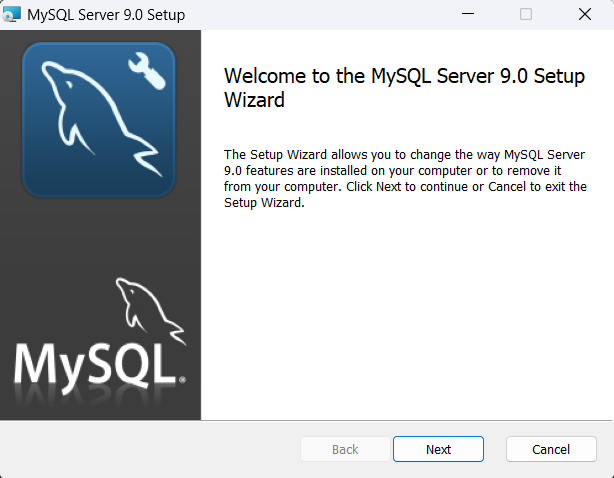 MySQL Server 9.0 Setup
Welcome to the MySQL Server 9.0 Setup
Wizard
The Setup Wizard allows you to change the way MySQL Server
9.0 features are installed on your computer or to remove it
from your computer. Click Next to continue or Cancel to exit the
Setup Wizard.
MySQL®
Back
Next
Cancel